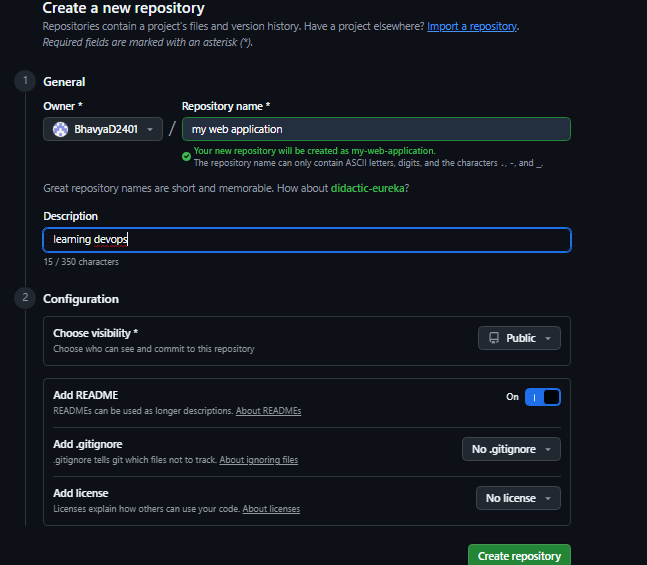 Create a new repository
Repositories contain a project's files and version history. Have a project elsewhere? Import a repository.
Required fields are marked with an asterisk (*).
1 General
Owner * Repository name *
BhavyaD2401 / my web application
Your new repository will be created as my-web-application.
The repository name can only contain ASCII letters, digits, and the characters ., -, and _.
Great repository names are short and memorable. How about didactic-eureka?
Description
learning devops
15 / 350 characters
2 Configuration
Choose visibility *
Public
Choose who can see and commit to this repository
Add README
On
READMEs can be used as longer descriptions. About READMEs
Add .gitignore
No .gitignore
.gitignore tells git which files not to track. About ignoring files
Add license
No license
Licenses explain how others can use your code. About licenses
Create repository